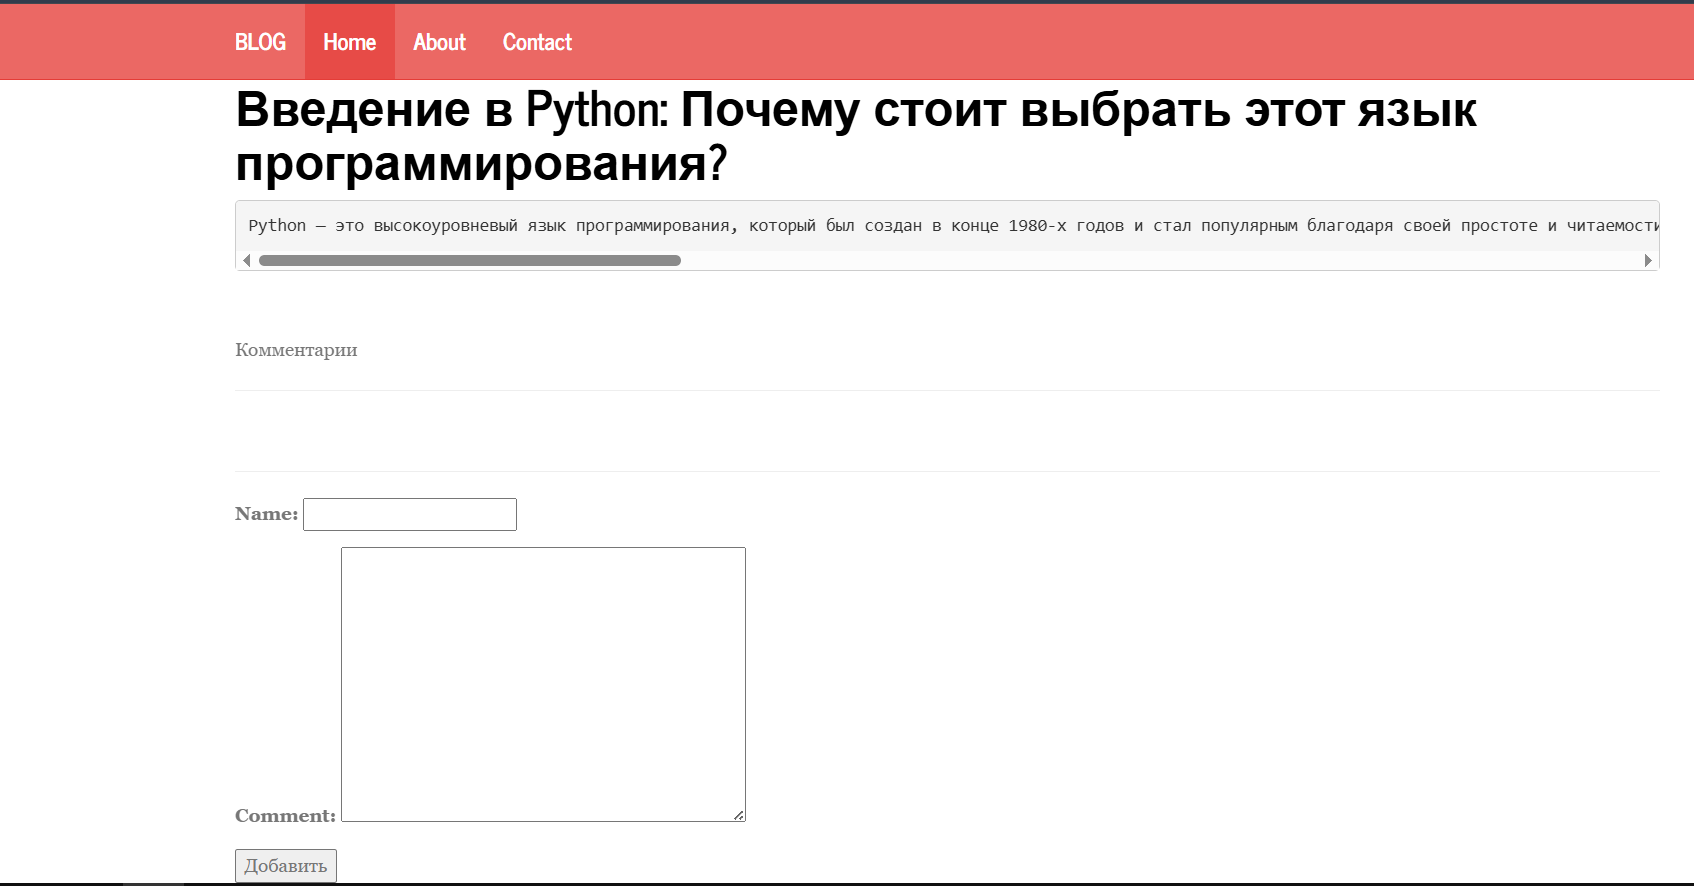 BLOG Home About Contact
Введение в Python: Почему стоит выбрать этот язык
программирования?
Python — это высокоуровневый язык программирования, который был создан в конце 1980-х годов и стал популярным благодаря своей простоте и читаемости
Комментарии
Name:
Comment:
Добавить